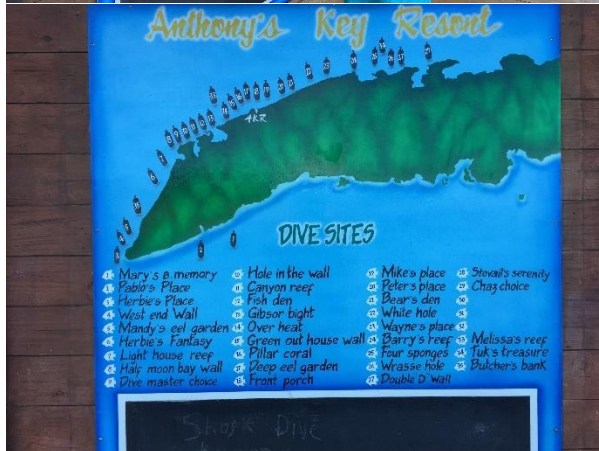 Anthony's Key Resort
AKR
DIVE SITES
Mary's B. memory
Pablo's Place
Herbie's Place
West end Wall
Mandy's eel garden
Herbie's Fantasy
Light house reef
Half moon bay wall
Dive master choice
Hole in the wall
Canyon reef
Fish den
Gibson bight
Over heat
Green out house wall
Pillar coral
Deep eel garden
Front porch
Mike's place
Peter's place
Bear's den
White hole
Wayne's place
Barry's reef
Four sponges
Wrasse hole
Double D' Wall
serenity
Chaz choice
Melissa's reef
Tuk's treasure
Butcher's bank
Dive